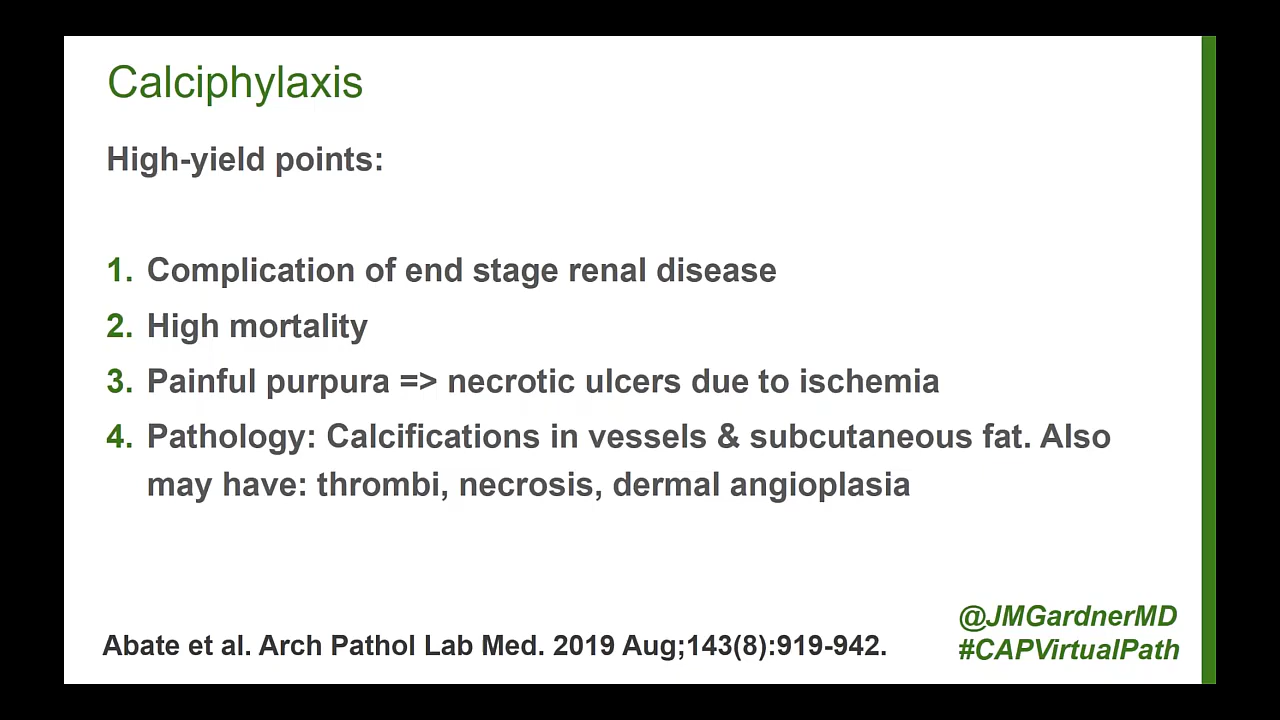 Calciphylaxis
High-yield points:
1. Complication of end stage renal disease
2. High mortality
3. Painful purpura => necrotic ulcers due to ischemia
4. Pathology: Calcifications in vessels & subcutaneous fat. Also
may have: thrombi, necrosis, dermal angioplasia
Abate et al. Arch Pathol Lab Med. 2019 Aug;143(8):919-942.
@JMGardnerMD
#CAPVirtualPath